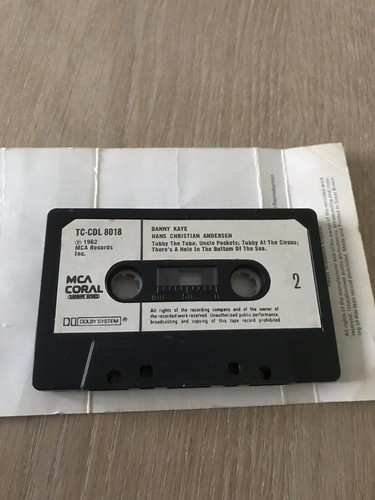 TC-CDL 8018
℗ 1962
MCA Records
Inc.
MCA
CORAL
DANNY KAYE
HANS CHRISTIAN ANDERSEN
Tubby The Tuba; Uncle Pockets; Tubby At The Circus;
There's A Hole In The Bottom Of The Sea.
2
DOLBY SYSTEM
All rights of the recording company and of the owner of
the recorded work reserved. Unauthorised public performance
broadcasting and copying of this tape record prohibited